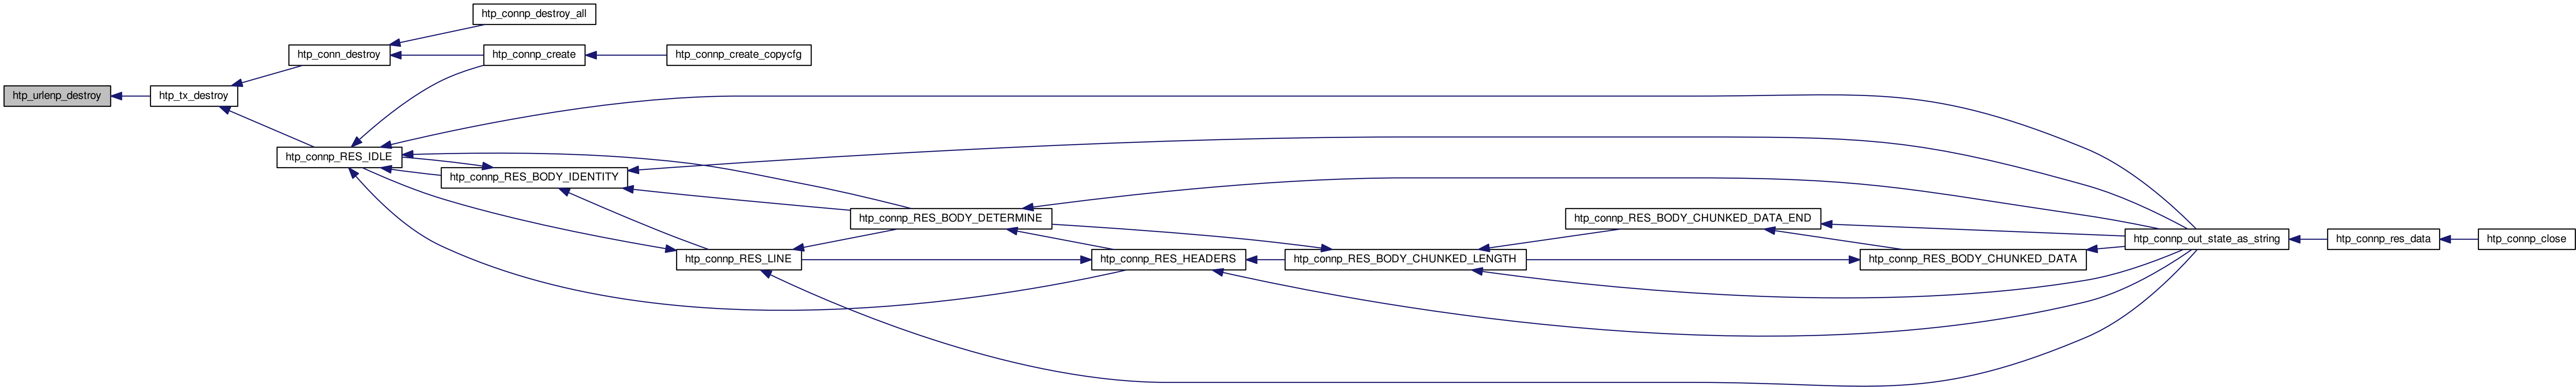 htp_connp_destroy_all
htp_conn_destroy
htp_connp_create
htp_connp_create_copycfg
htp_urlenp_destroy
htp_tx_destroy
htp_connp_RES_IDLE
htp_connp_RES_BODY_IDENTITY
htp_connp_RES_BODY_DETERMINE
htp_connp_RES_BODY_CHUNKED_DATA_END
htp_connp_out_state_as_string
htp_connp_res_data
htp_connp_close
htp_connp_RES_LINE
htp_connp_RES_HEADERS
htp_connp_RES_BODY_CHUNKED_LENGTH
htp_connp_RES_BODY_CHUNKED_DATA